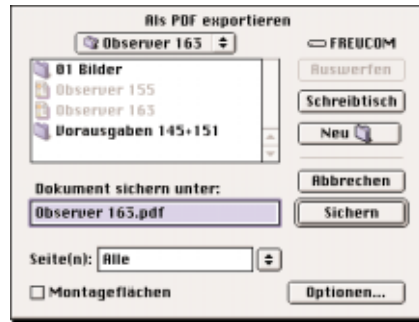 Als PDF exportieren
Observer 163
FREUCOM
01 Bilder
Observer 155
Observer 163
Vorausgaben 145+151
Auswerfen
Schreibtisch
Neu
Dokument sichern unter:
Observer 163.pdf
Abbrechen
Sichern
Seite(n): Alle
Montageflächen
Optionen...